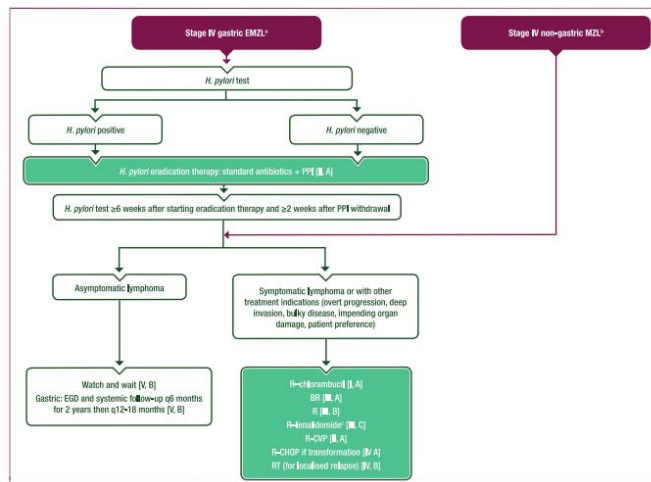 Stage IV gastric EMZLᵃ
Stage IV non-gastric MZLᵇ
H. pylori test
H. pylori positive
H. pylori negative
H. pylori eradication therapy: standard antibiotics + PPI [II, A]
H. pylori test ≥6 weeks after starting eradication therapy and ≥2 weeks after PPI withdrawal
Asymptomatic lymphoma
Symptomatic lymphoma or with other
treatment indications (overt progression, deep
invasion, bulky disease, impending organ
damage, patient preference)
Watch and wait [V, B]
Gastric: EGD and systemic follow-up q6 months
for 2 years then q12-18 months [V, B]
R-chlorambucil [I, A]
BR [III, A]
R [III, B]
R-lenalidomideᶜ [III, C]
R-CVP [II, A]
R-CHOP if transformation [IV A]
RT (for localised relapse) [IV, B]